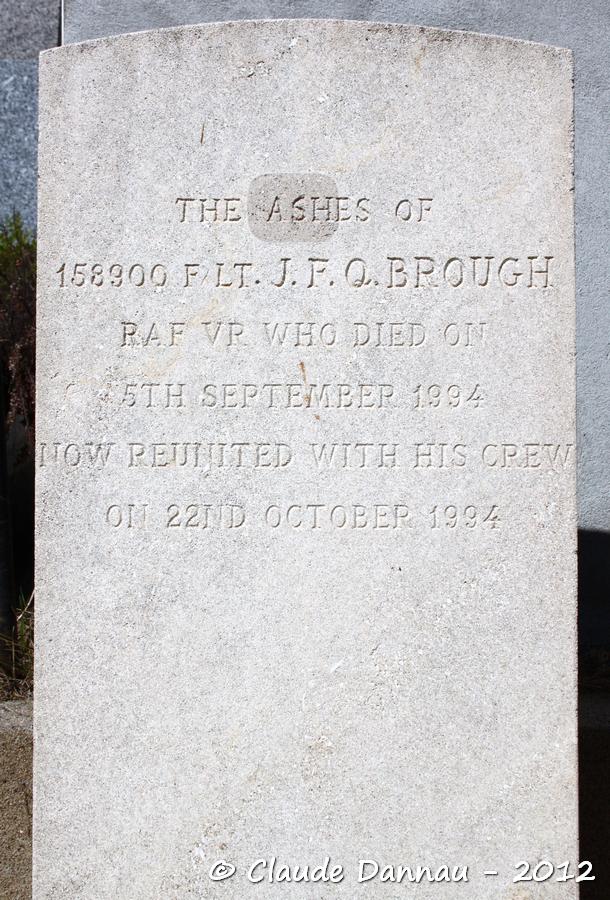 THE ASHES OF
158900 F/LT. J. F. Q. BROUGH
RAF VR WHO DIED ON
5TH SEPTEMBER 1994
NOW REUNITED WITH HIS CREW
ON 22ND OCTOBER 1994
© Claude Dannau - 2012